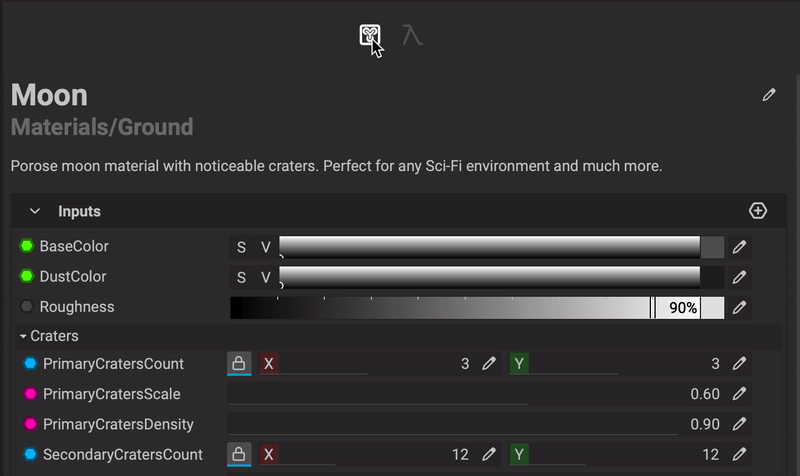 λ
Moon
Materials/Ground
Porose moon material with noticeable craters. Perfect for any Sci-Fi environment and much more.
Inputs
BaseColor S V
DustColor S V
Roughness 90%
Craters
PrimaryCratersCount X 3 Y 3
PrimaryCratersScale 0.60
PrimaryCratersDensity 0.90
SecondaryCratersCount X 12 Y 12